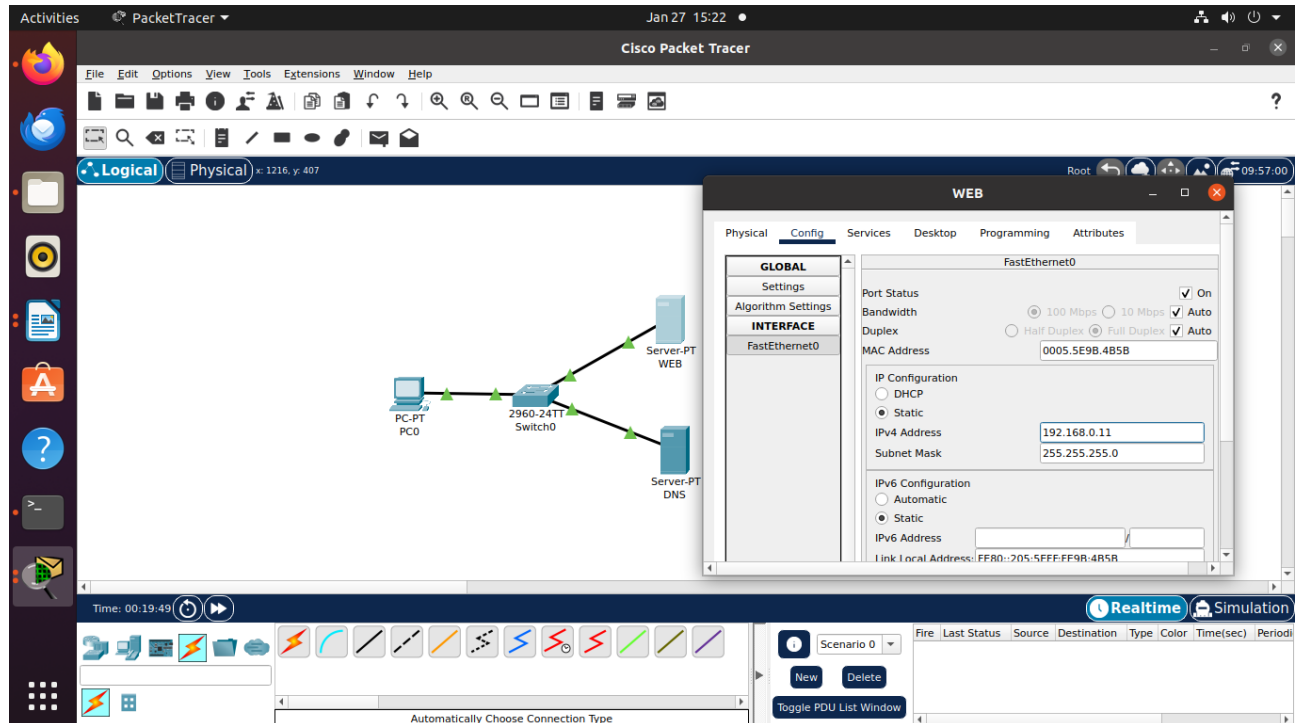 Activities PacketTracer Jan 27 15:22
Cisco Packet Tracer
File Edit Options View Tools Extensions Window Help
?
Logical Physical x: 1216, y: 407 Root 09:57:00
WEB
Physical Config Services Desktop Programming Attributes
GLOBAL
Settings
Algorithm Settings
INTERFACE
FastEthernet0
FastEthernet0
Port Status On
Bandwidth 100 Mbps 10 Mbps Auto
Duplex Half Duplex Full Duplex Auto
MAC Address 0005.5E9B.4B5B
IP Configuration
DHCP
Static
IPv4 Address 192.168.0.11
Subnet Mask 255.255.255.0
IPv6 Configuration
Automatic
Static
IPv6 Address /
Link Local Address: FE80::205:5EFF:FE9B:4B5B
Server-PT
WEB
PC-PT
PC0
2960-24TT
Switch0
Server-PT
DNS
Time: 00:19:49 Realtime Simulation
Scenario 0
New Delete
Toggle PDU List Window
Fire Last Status Source Destination Type Color Time(sec) Periodi
Automatically Choose Connection Type